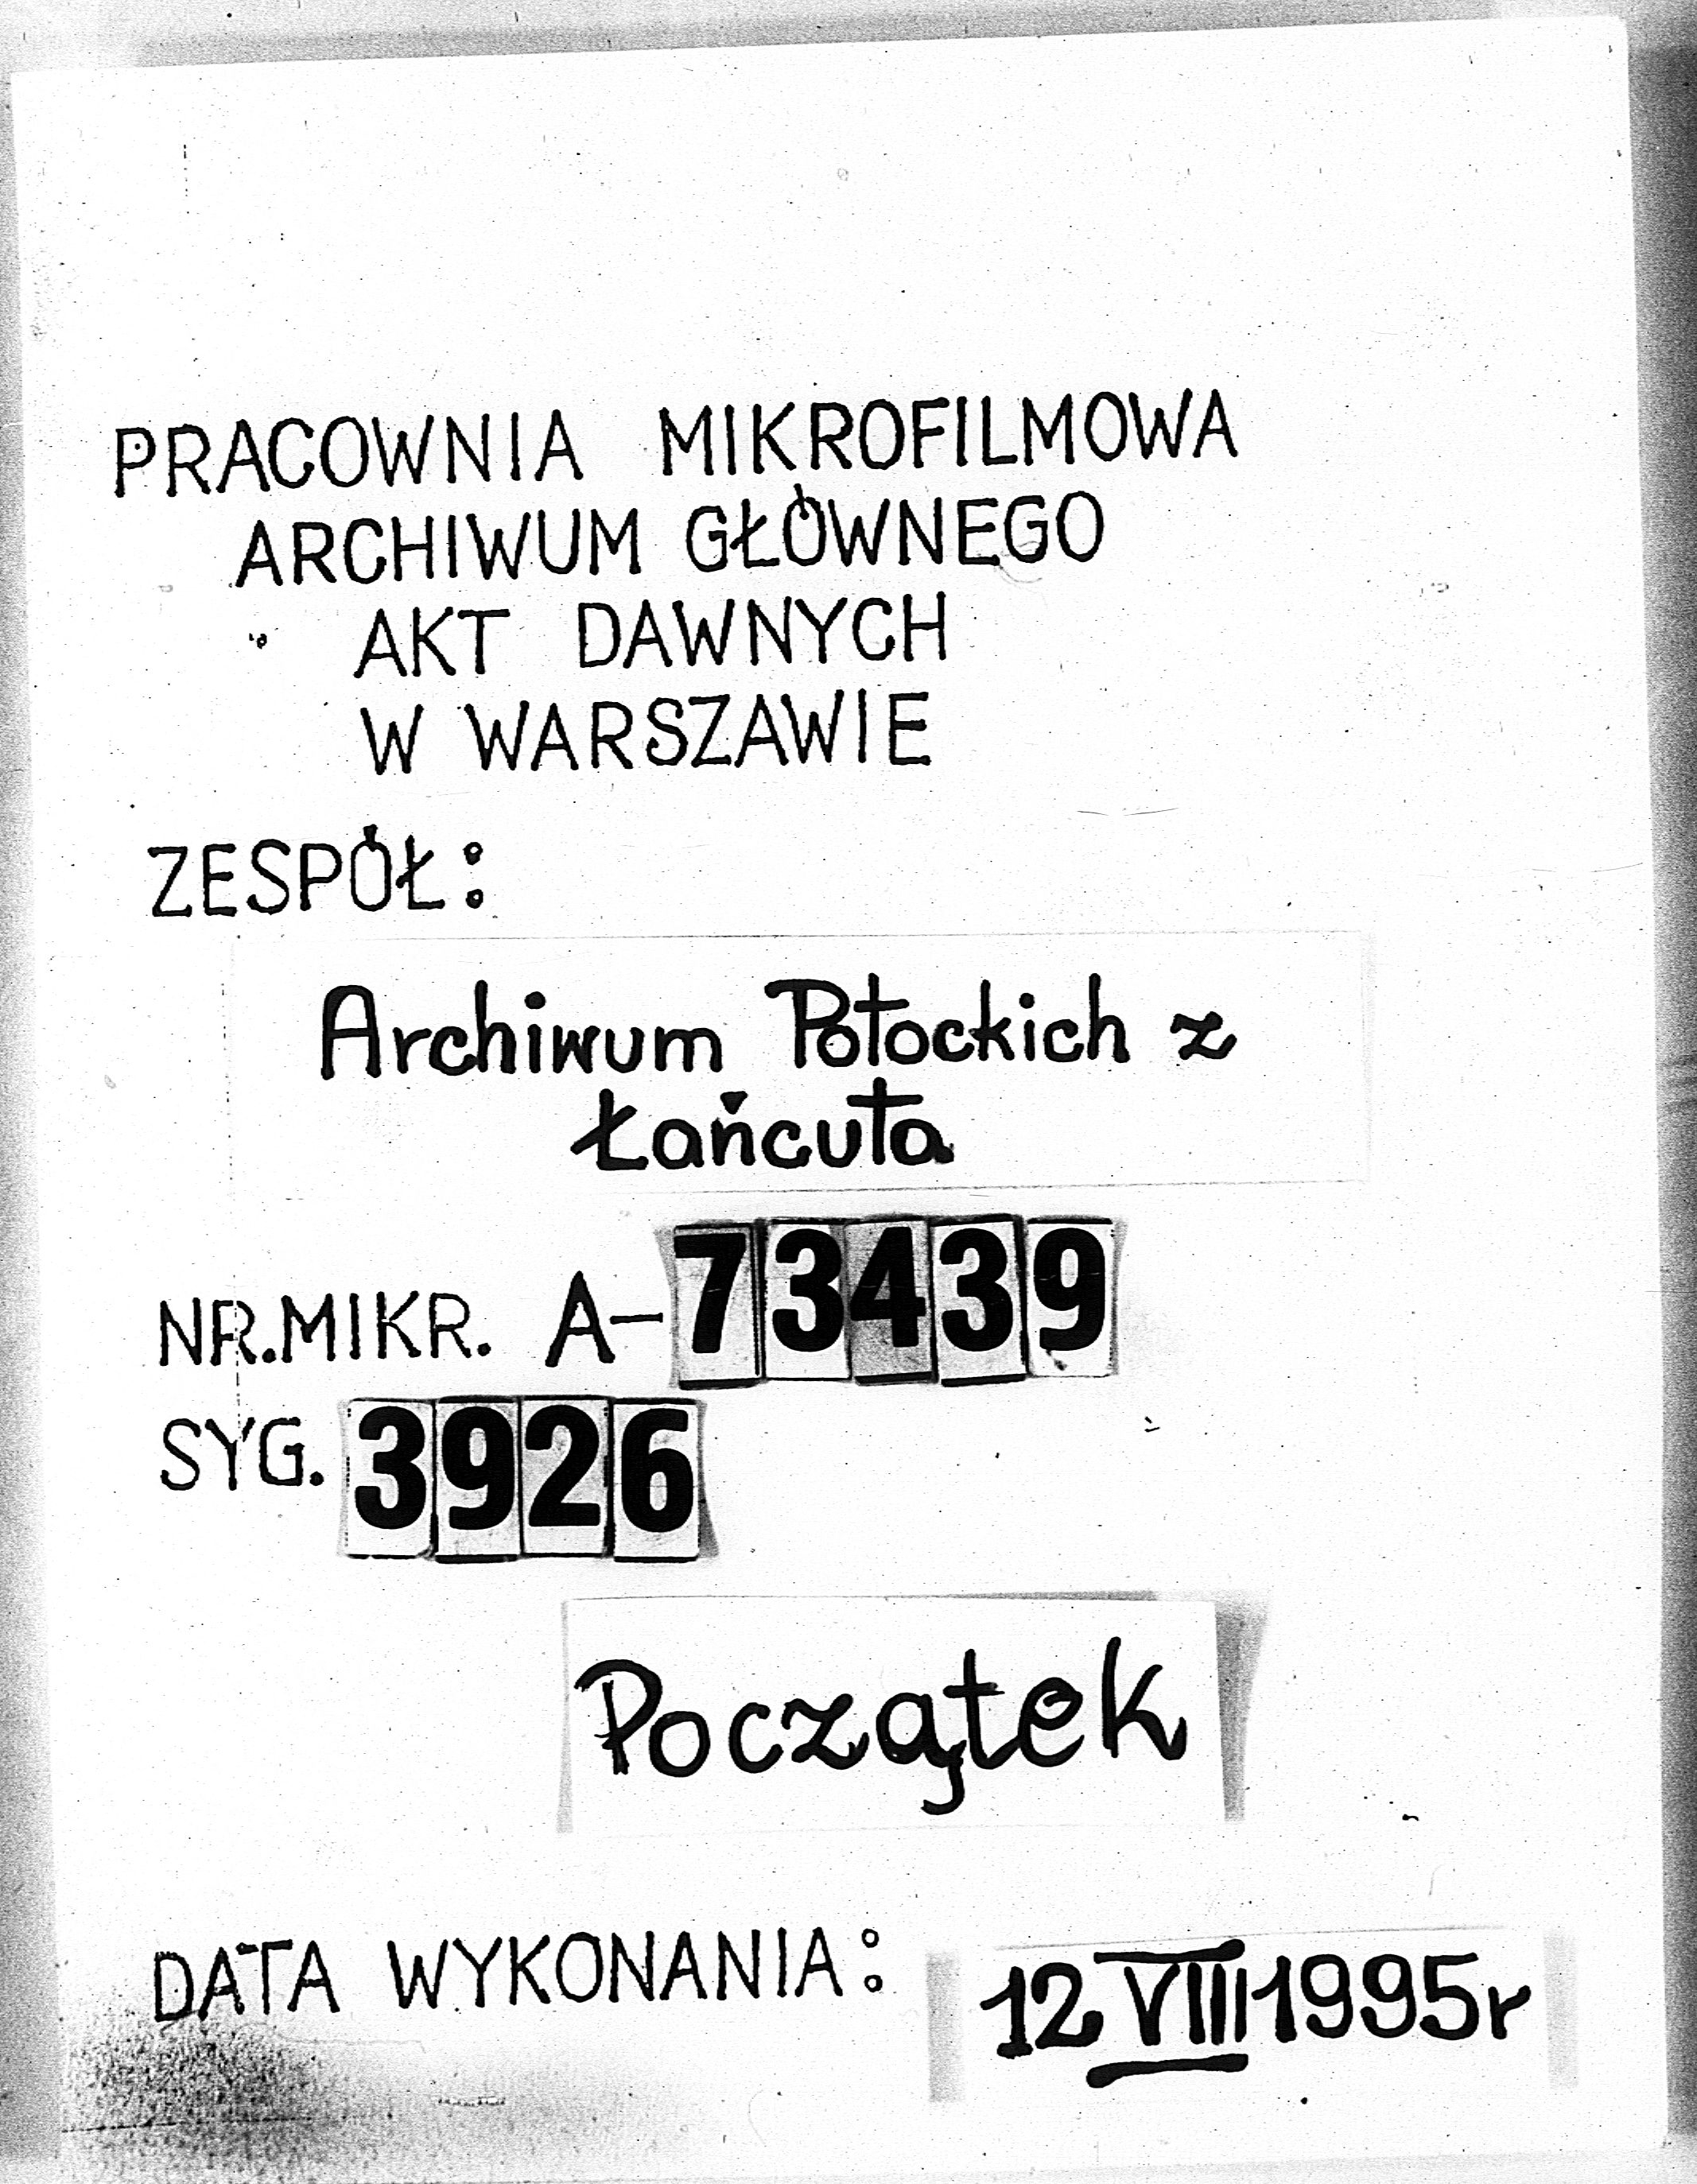 PRACOWNIA MIKROFILMOWA
ARCHIWUM GŁÓWNEGO
AKT DAWNYCH
W WARSZAWIE
ZESPÓŁ:
Archiwum Potockich z
Łańcuta
NR.MIKR. A-73439
SYG. 3926
Początek
DATA WYKONANIA: 12 VIII 1995r